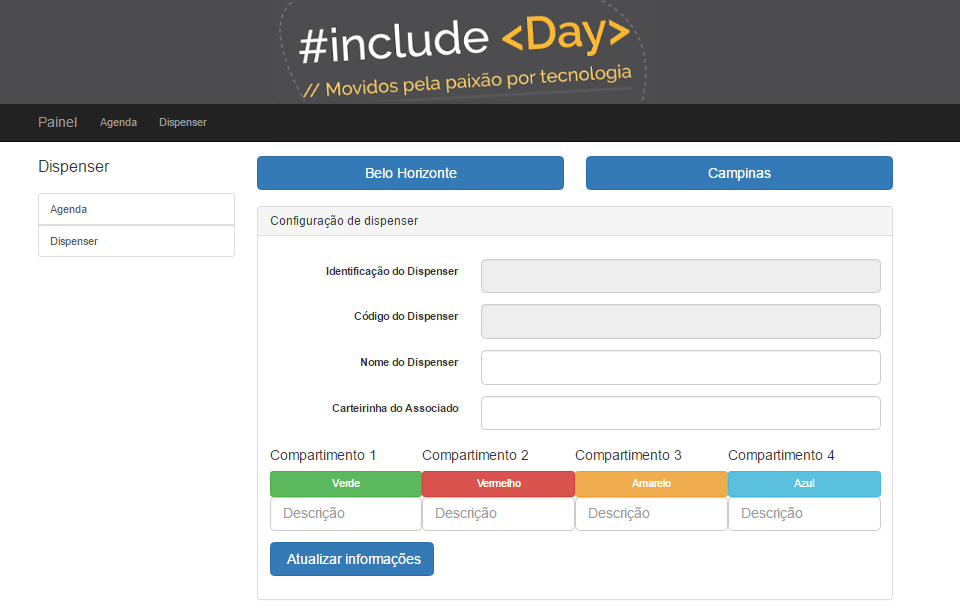 #include <Day>
// Movidos pela paixão por tecnologia
Painel Agenda Dispenser
Dispenser
Agenda
Dispenser
Belo Horizonte Campinas
Configuração de dispenser
Identificação do Dispenser
Código do Dispenser
Nome do Dispenser
Carteirinha do Associado
Compartimento 1 Compartimento 2 Compartimento 3 Compartimento 4
Verde Vermelho Amarelo Azul
Descrição Descrição Descrição Descrição
Atualizar informações